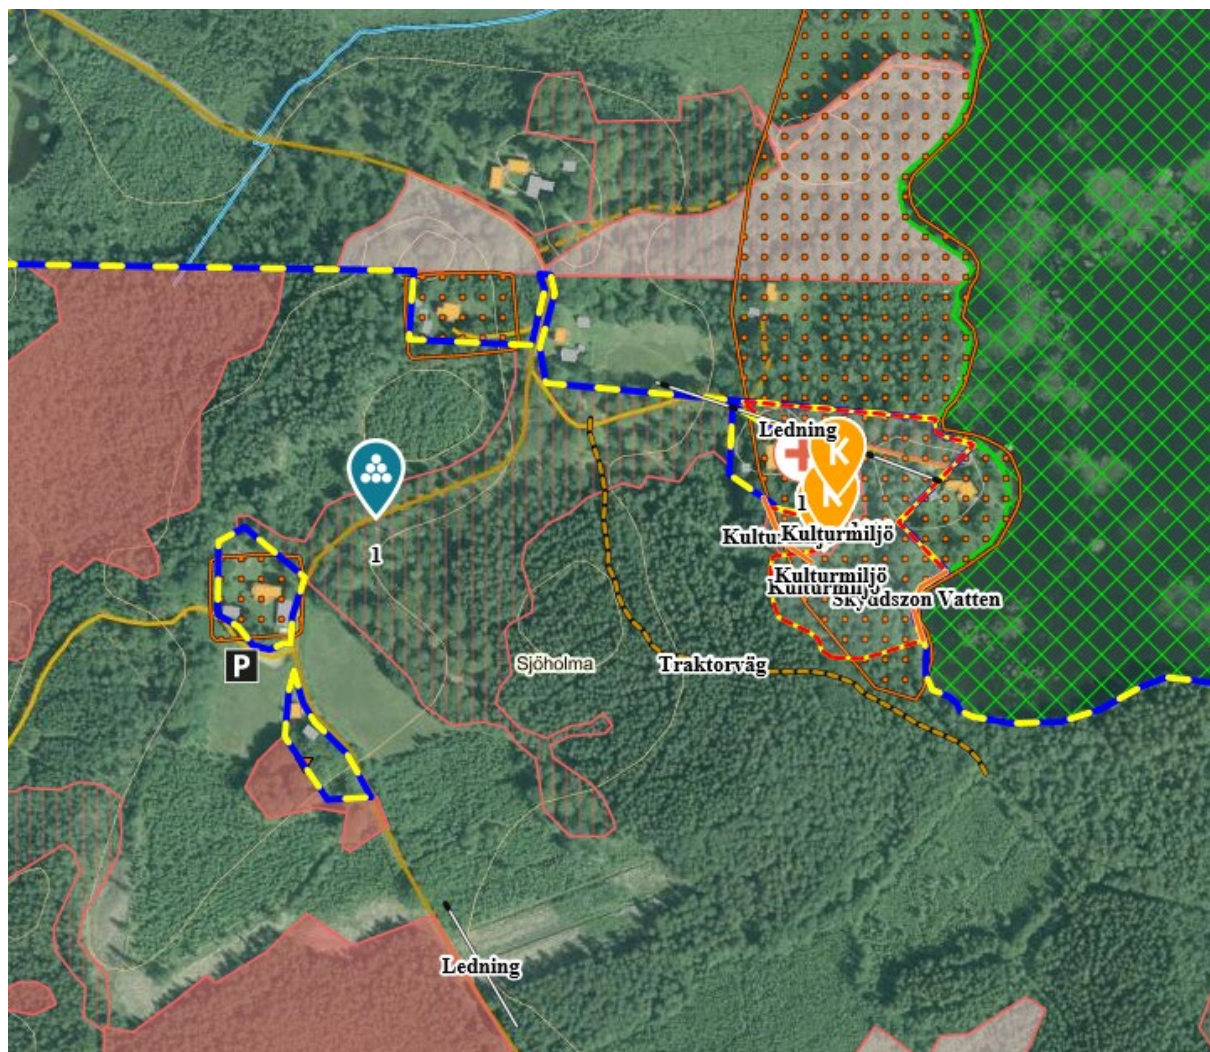 Ledning
K
K
1
Kulturmiljö
1
Kulturmiljö
Skyddszon Vatten
Sjöholma
Traktorväg
P
Ledning